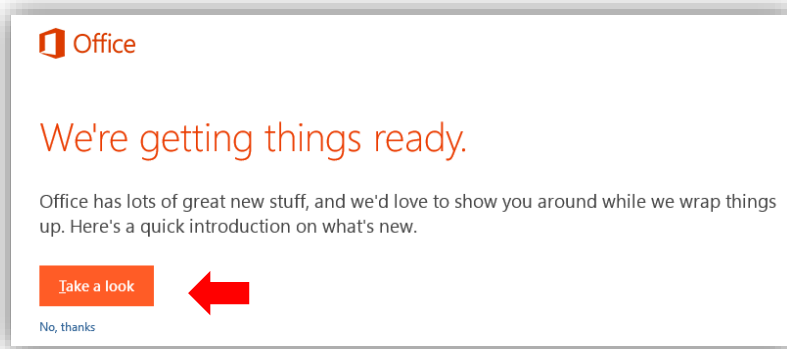 Office
We're getting things ready.
Office has lots of great new stuff, and we'd love to show you around while we wrap things
up. Here's a quick introduction on what's new.
Take a look
No, thanks